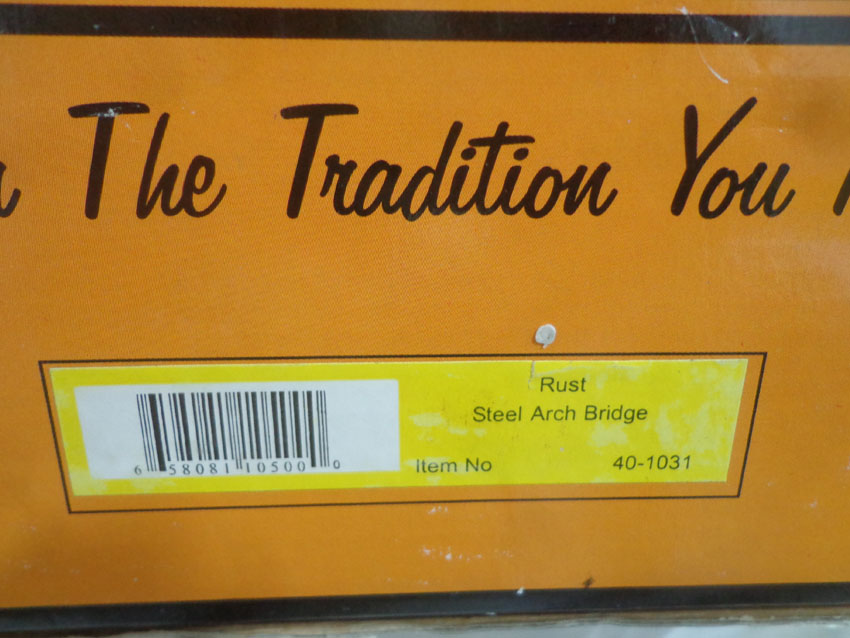 The Tradition You
Rust
Steel Arch Bridge
Item No 40-1031
6 58081 10500 0